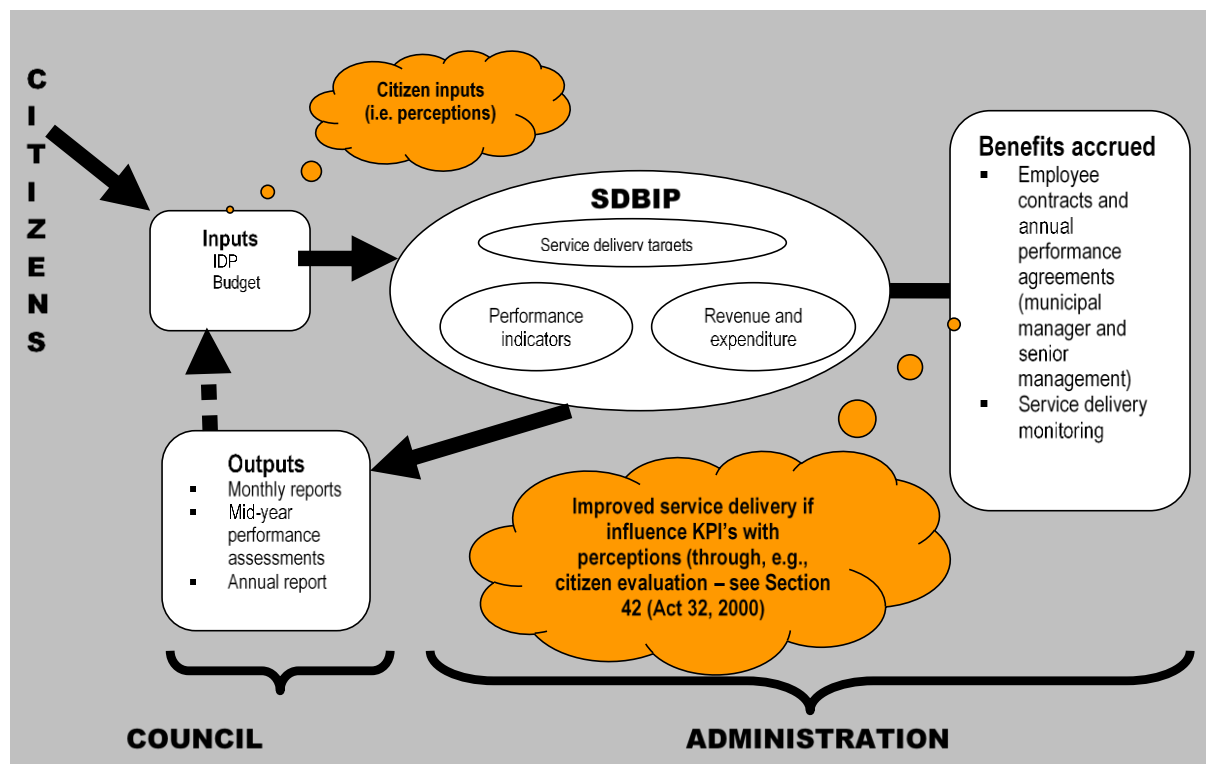 CITIZENS
Citizen inputs
(i.e. perceptions)
Inputs
IDP
Budget
SDBIP
Service delivery targets
Performance
indicators
Revenue and
expenditure
Benefits accrued
▪ Employee
contracts and
annual
performance
agreements
(municipal
manager and
senior
management)
▪ Service delivery
monitoring
Outputs
▪ Monthly reports
▪ Mid-year
performance
assessments
▪ Annual report
Improved service delivery if
influence KPI's with
perceptions (through, e.g.,
citizen evaluation – see Section
42 (Act 32, 2000)
COUNCIL
ADMINISTRATION